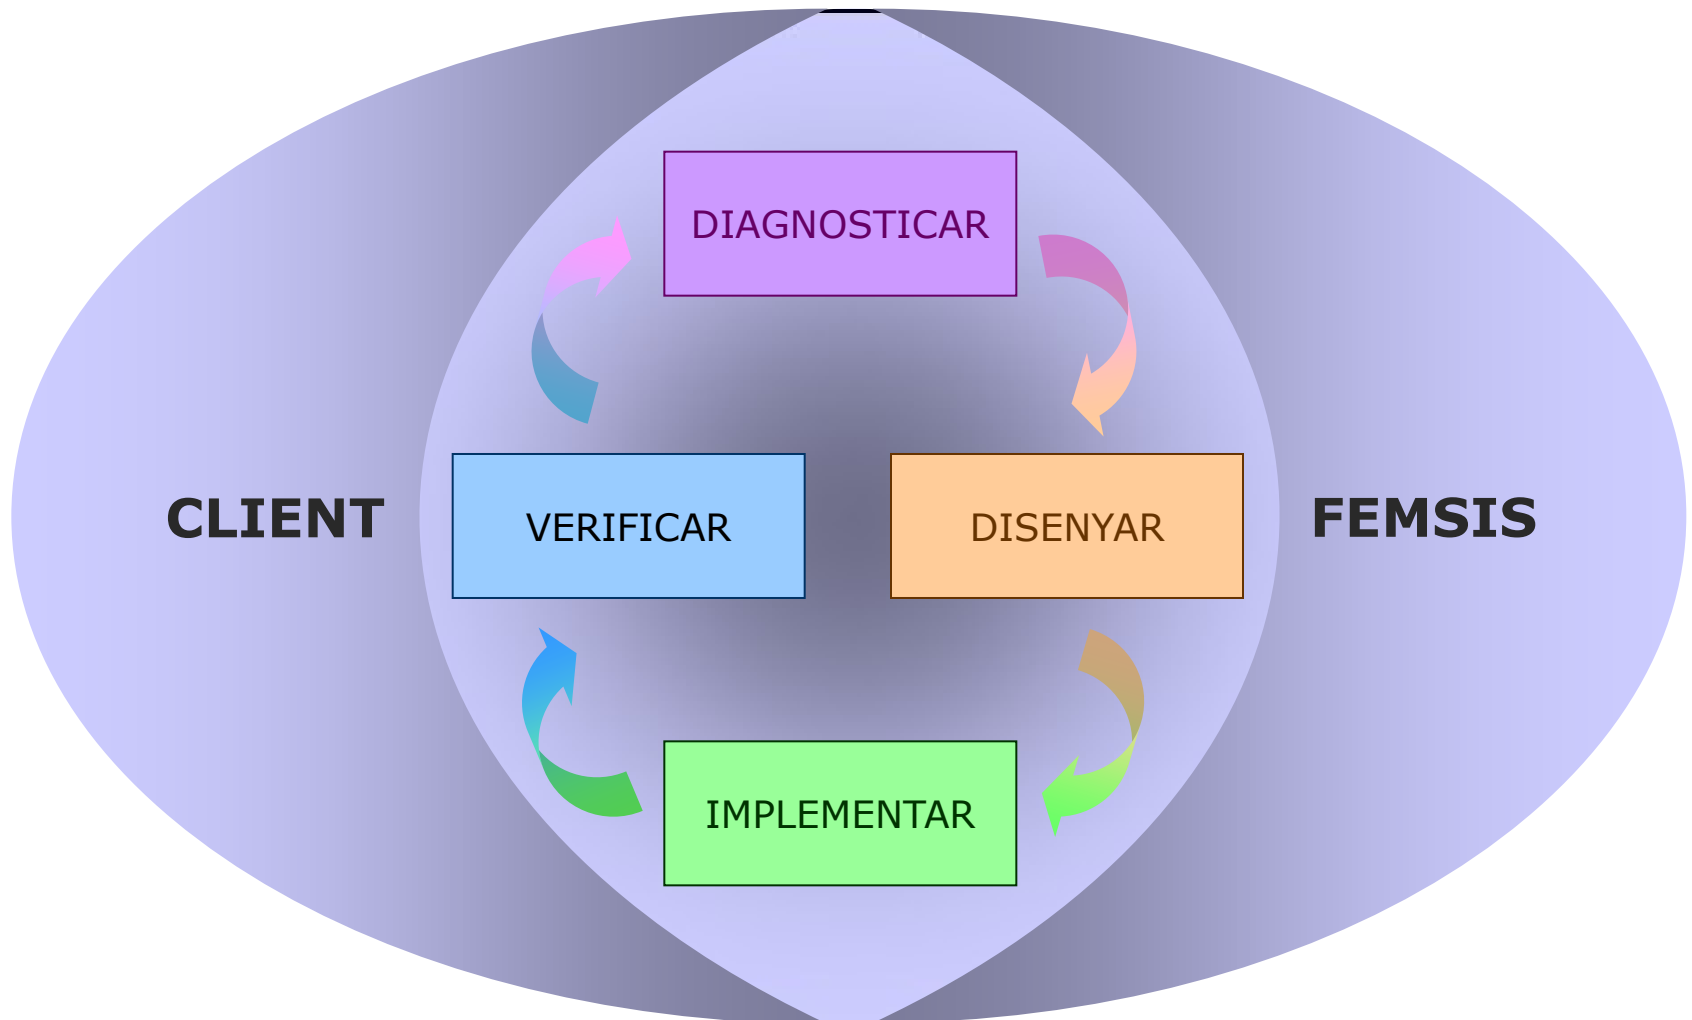 DIAGNOSTICAR
CLIENT
VERIFICAR
DISENYAR
FEMSIS
IMPLEMENTAR